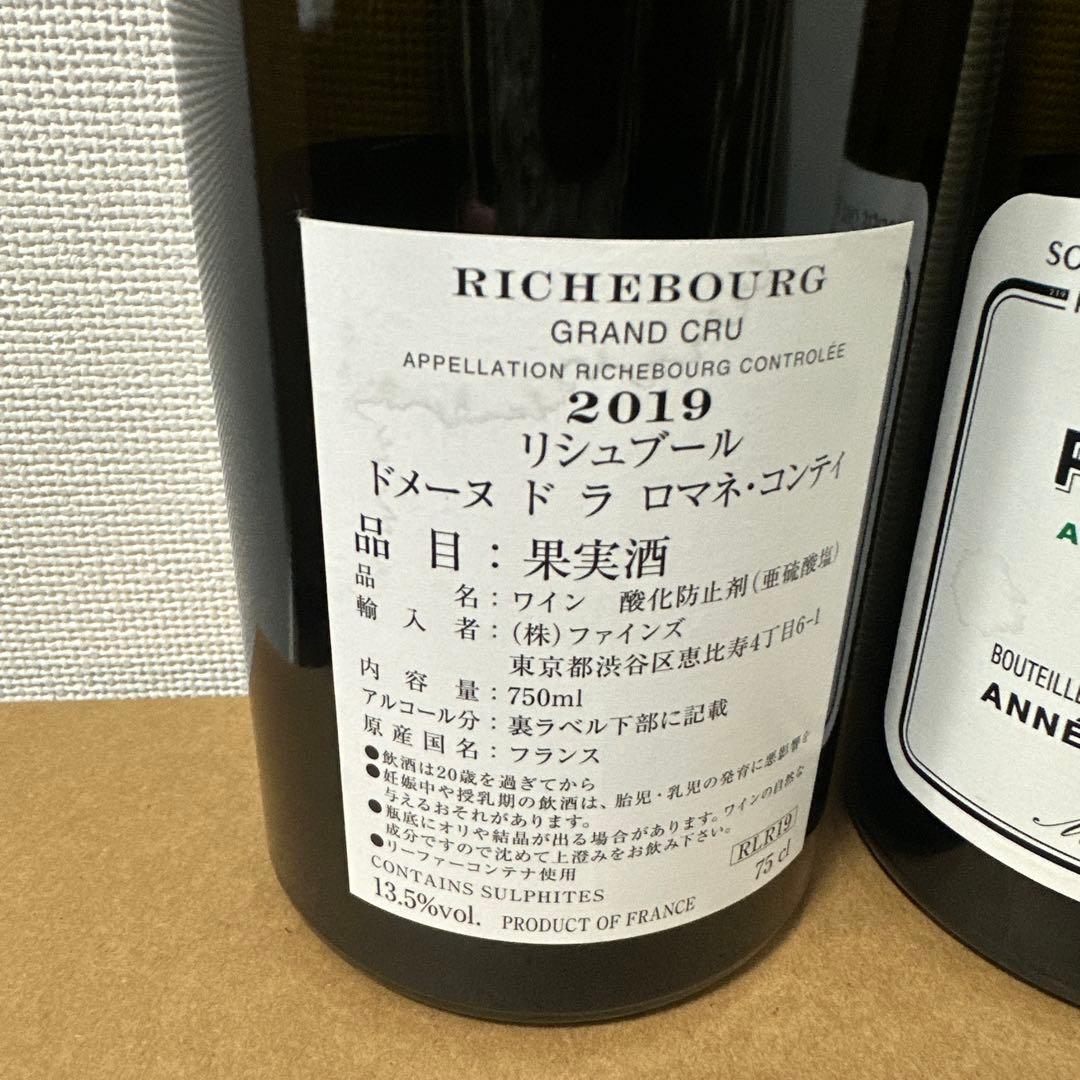 RICHEBOURG
GRAND CRU
APPELLATION RICHEBOURG CONTROLÉE
2019
リシュブール
ドメーヌ ド ラ ロマネ・コンティ
品目:果実酒
品名:ワイン 酸化防止剤(亜硫酸塩)
輸入者:(株)ファインズ
東京都渋谷区恵比寿4丁目6-1
内容量:750ml
アルコール分:裏ラベル下部に記載
原産国名:フランス
●飲酒は20歳を過ぎてから
●妊娠中や授乳期の飲酒は、胎児・乳児の発育に悪影響を
与えるおそれがあります。
●瓶底にオリや結晶が出る場合があります。ワインの自然な
成分ですので沈めて上澄みをお飲み下さい。
●リーファーコンテナ使用
RLR19
CONTAINS SULPHITES
75 cl
13.5%vol.
PRODUCT OF FRANCE
SO
219
R
A
BOUTEILLE
ANNÉ